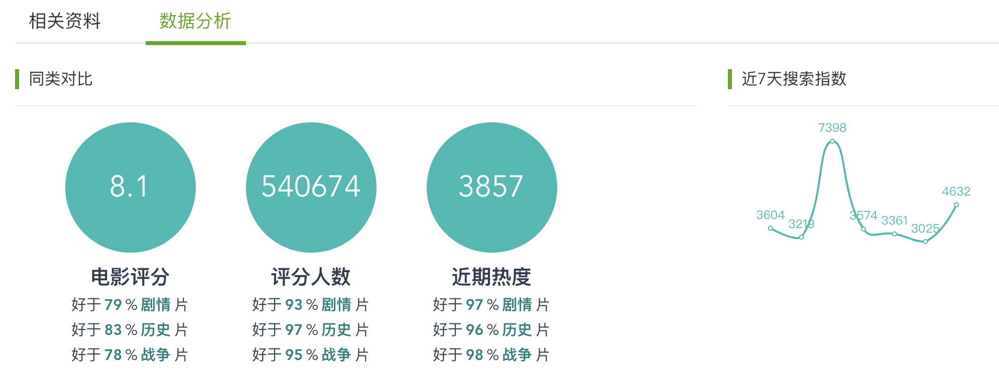 相关资料
数据分析
同类对比
8.1
电影评分
好于 79 % 剧情 片
好于 83 % 历史 片
好于 78 % 战争 片
540674
评分人数
好于 93 % 剧情 片
好于 97 % 历史 片
好于 95 % 战争 片
3857
近期热度
好于 97 % 剧情 片
好于 96 % 历史 片
好于 98 % 战争 片
近7天搜索指数
3604
3219
7398
3574
3361
3025
4632